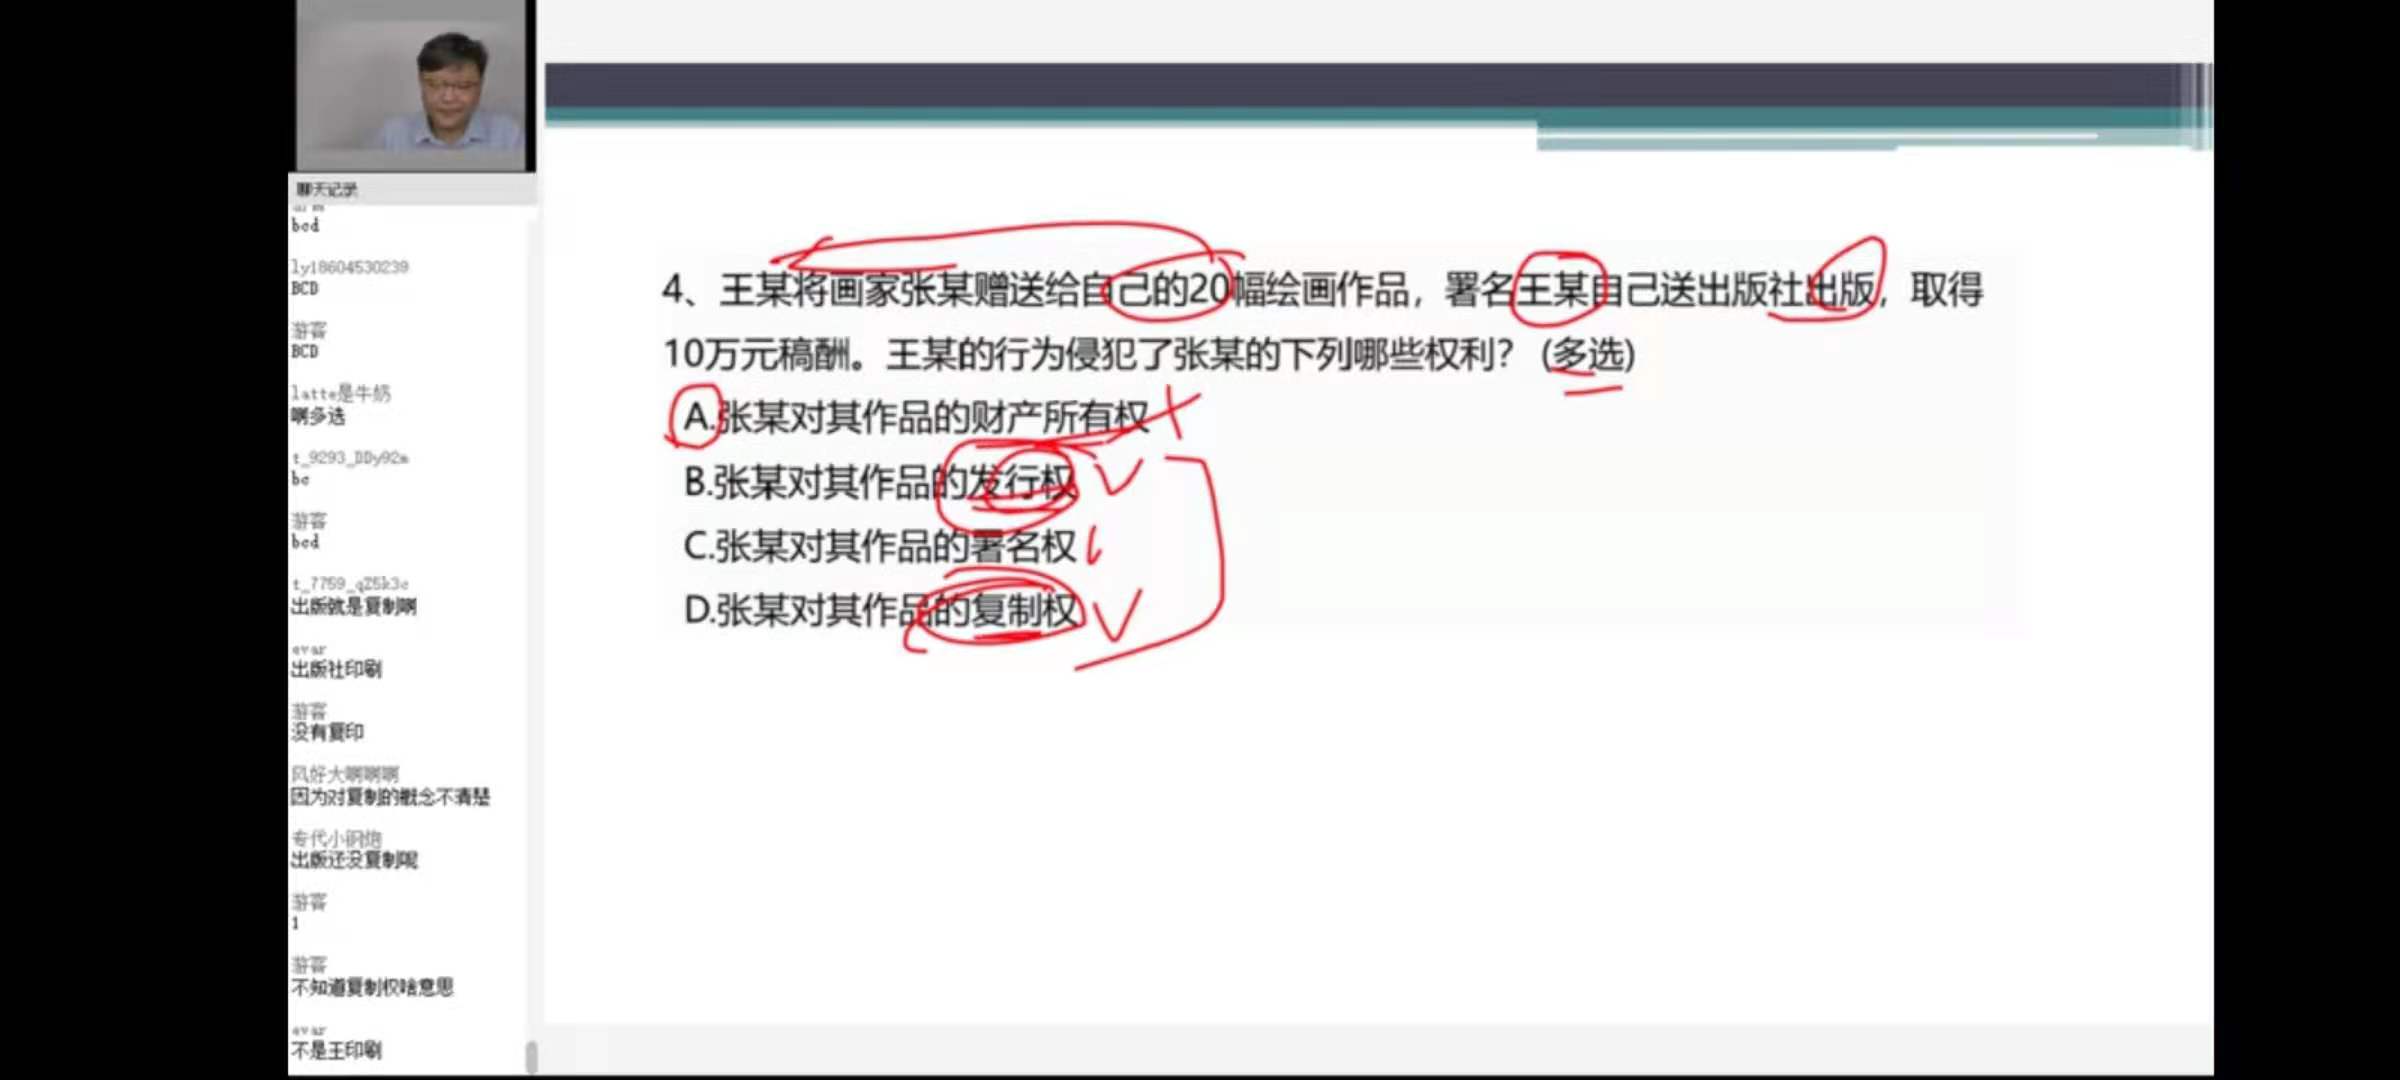 聊天记录
bcd
ly18604530239
BCD
游客
BCD
latte是牛奶
啊多选
t_9293_DDy92m
bc
游客
bcd
t_7759_qZ5k3c
出版就是复制啊
evar
出版社印刷
游客
没有复印
风好大啊啊啊
因为对复制的概念不清楚
专代小钢炮
出版还没复制呢
游客
1
游客
不知道复制权啥意思
evar
不是王印刷
4、王某将画家张某赠送给自己的20幅绘画作品，署名王某自己送出版社出版，取得
10万元稿酬。王某的行为侵犯了张某的下列哪些权利？(多选)
A.张某对其作品的财产所有权
B.张某对其作品的发行权
C.张某对其作品的署名权
D.张某对其作品的复制权